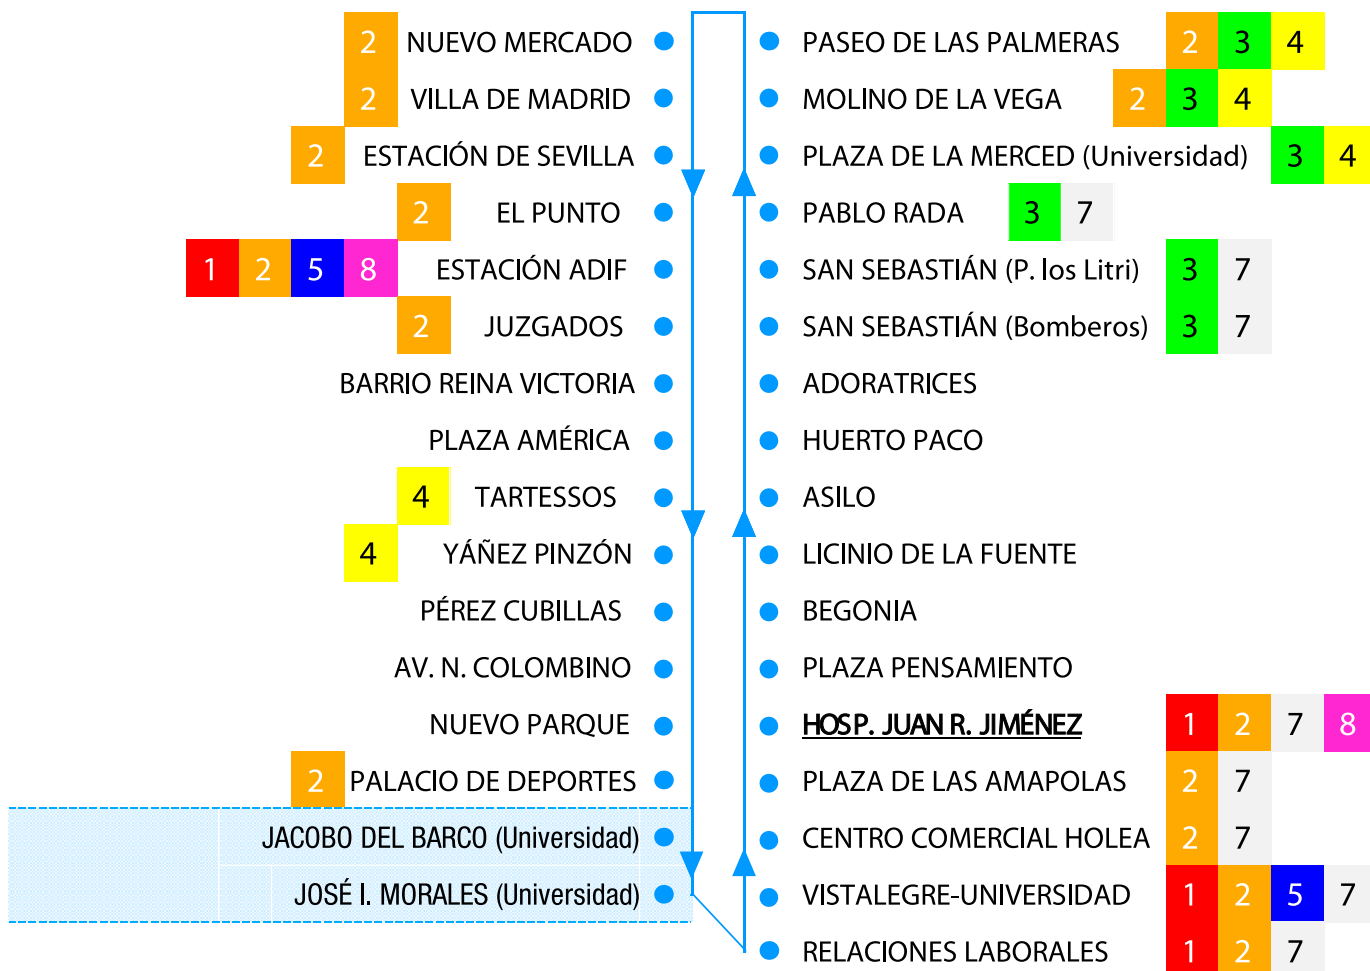 2 NUEVO MERCADO
2 VILLA DE MADRID
2 ESTACIÓN DE SEVILLA
2 EL PUNTO
1 2 5 8 ESTACIÓN ADIF
2 JUZGADOS
BARRIO REINA VICTORIA
PLAZA AMÉRICA
4 TARTESSOS
4 YÁÑEZ PINZÓN
PÉREZ CUBILLAS
AV. N. COLOMBINO
NUEVO PARQUE
2 PALACIO DE DEPORTES
JACOBO DEL BARCO (Universidad)
JOSÉ I. MORALES (Universidad)
PASEO DE LAS PALMERAS 2 3 4
MOLINO DE LA VEGA 2 3 4
PLAZA DE LA MERCED (Universidad) 3 4
PABLO RADA 3 7
SAN SEBASTIÁN (P. los Litri) 3 7
SAN SEBASTIÁN (Bomberos) 3 7
ADORATRICES
HUERTO PACO
ASILO
LICINIO DE LA FUENTE
BEGONIA
PLAZA PENSAMIENTO
HOSP. JUAN R. JIMÉNEZ 1 2 7 8
PLAZA DE LAS AMAPOLAS 2 7
CENTRO COMERCIAL HOLEA 2 7
VISTALEGRE-UNIVERSIDAD 1 2 5 7
RELACIONES LABORALES 1 2 7